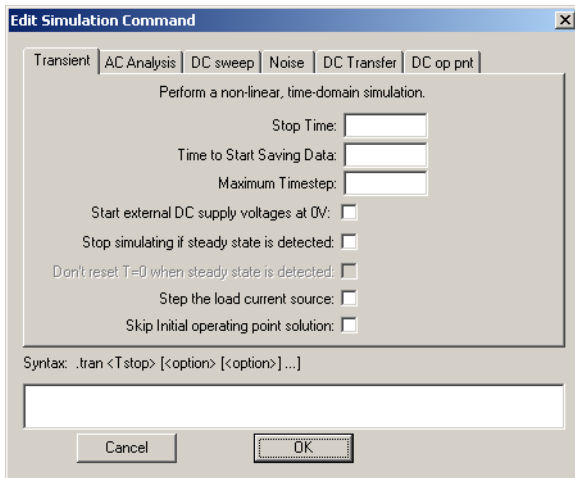 Edit Simulation Command
Transient AC Analysis DC sweep Noise DC Transfer DC op pnt
Perform a non-linear, time-domain simulation.
Stop Time:
Time to Start Saving Data:
Maximum Timestep:
Start external DC supply voltages at 0V:
Stop simulating if steady state is detected:
Don't reset T=0 when steady state is detected:
Step the load current source:
Skip Initial operating point solution:
Syntax: .tran <Tstop> [<option> [<option>] ...]
Cancel OK